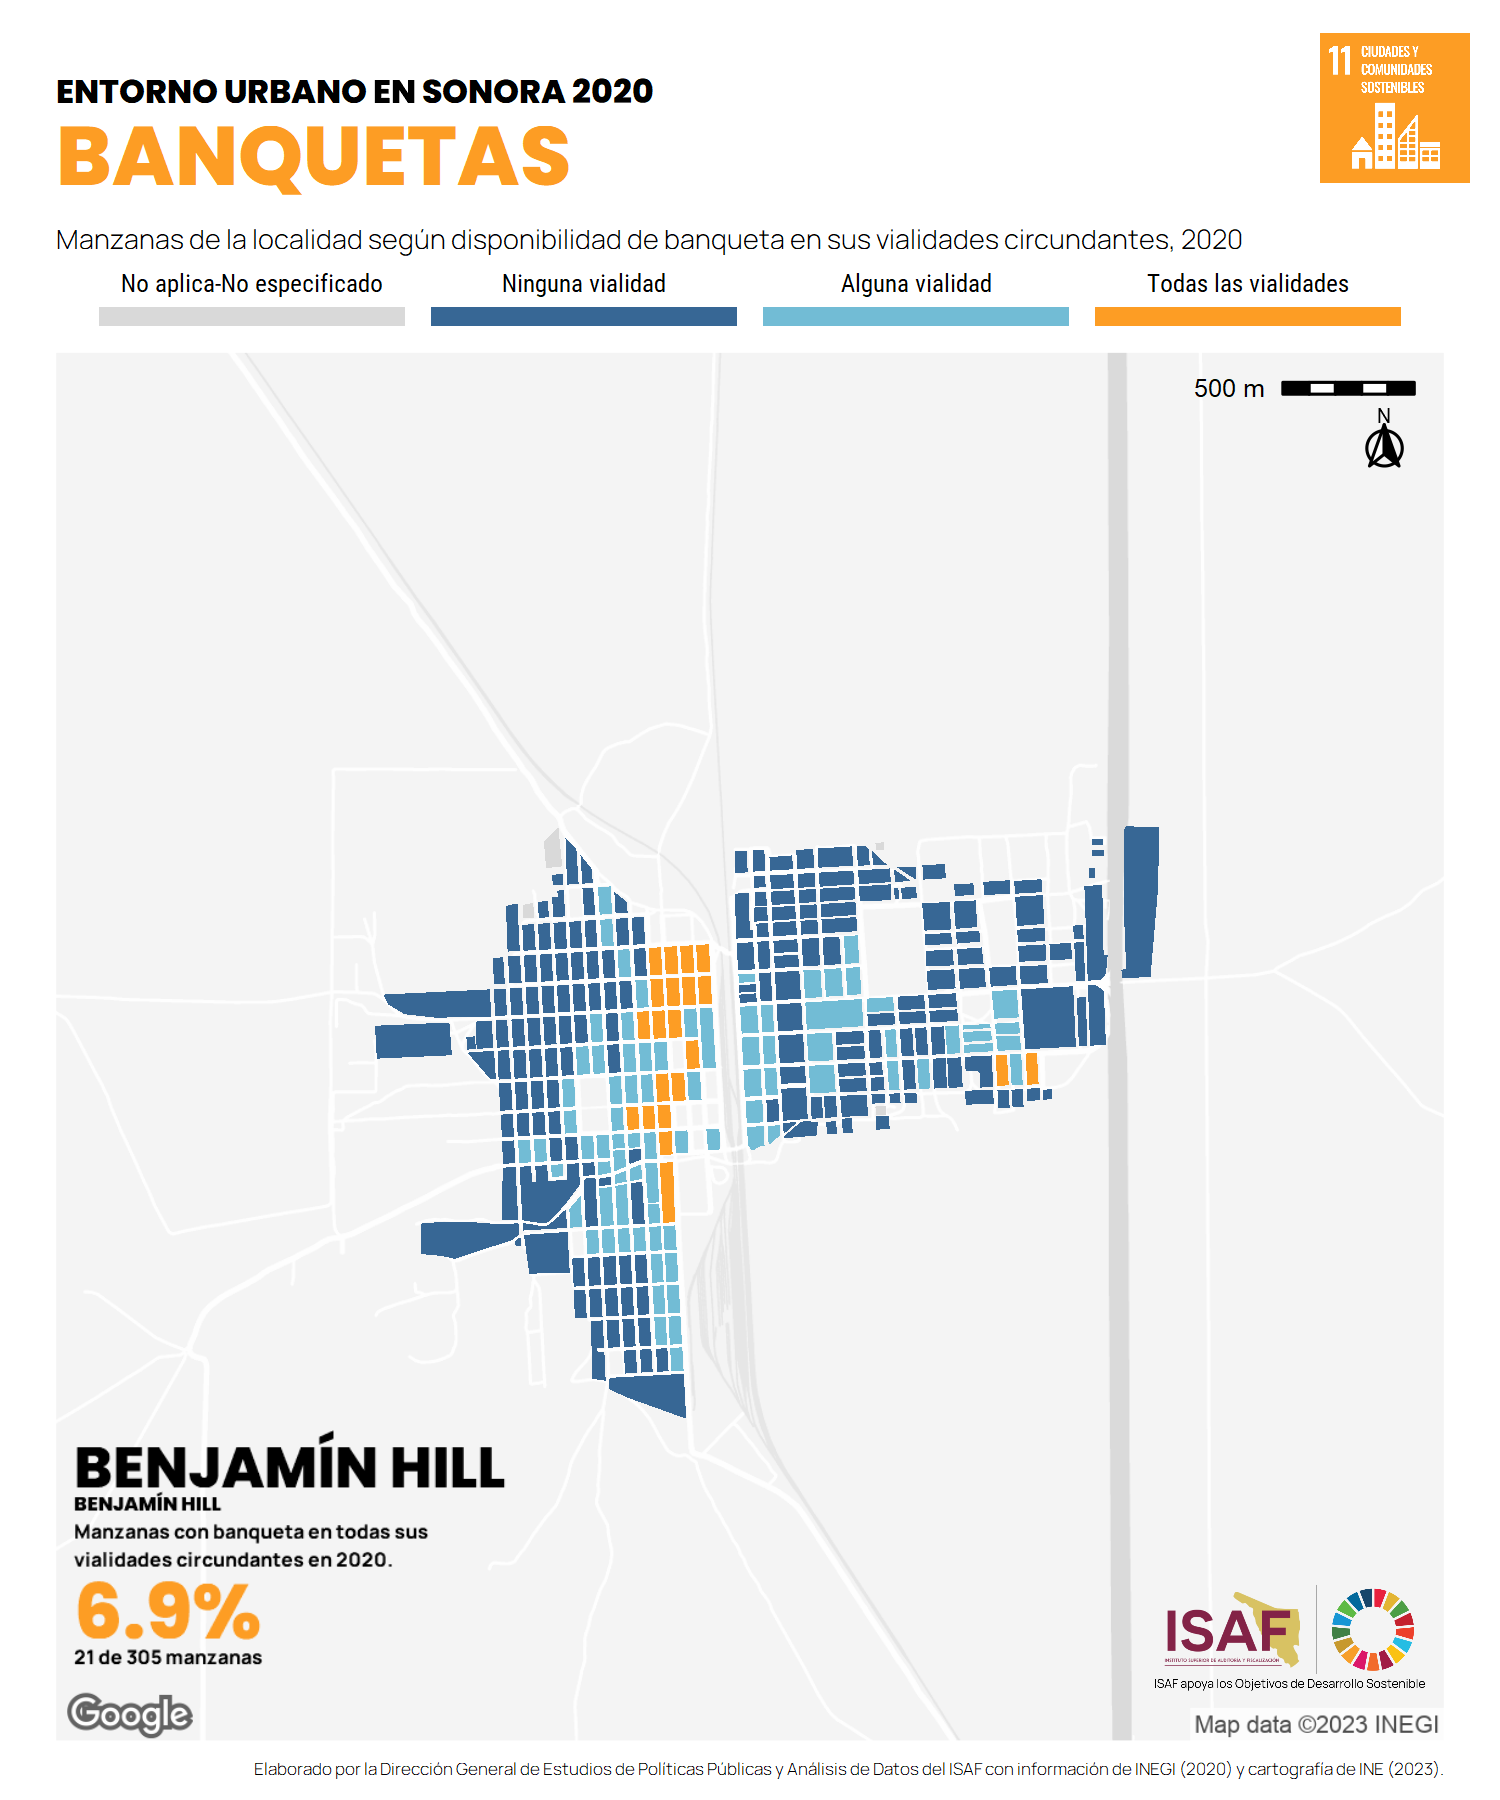 11 CIUDADES Y
COMUNIDADES
SOSTENIBLES
ENTORNO URBANO EN SONORA 2020
BANQUETAS
Manzanas de la localidad según disponibilidad de banqueta en sus vialidades circundantes, 2020
No aplica-No especificado Ninguna vialidad Alguna vialidad Todas las vialidades
500 m
N
BENJAMÍN HILL
BENJAMÍN HILL
Manzanas con banqueta en todas sus
vialidades circundantes en 2020.
6.9%
21 de 305 manzanas
Google
ISAF
INSTITUTO SUPERIOR DE AUDITORÍA Y FISCALIZACIÓN
ISAF apoya los Objetivos de Desarrollo Sostenible
Map data ©2023 INEGI
Elaborado por la Dirección General de Estudios de Políticas Públicas y Análisis de Datos del ISAF con información de INEGI (2020) y cartografía de INE (2023).